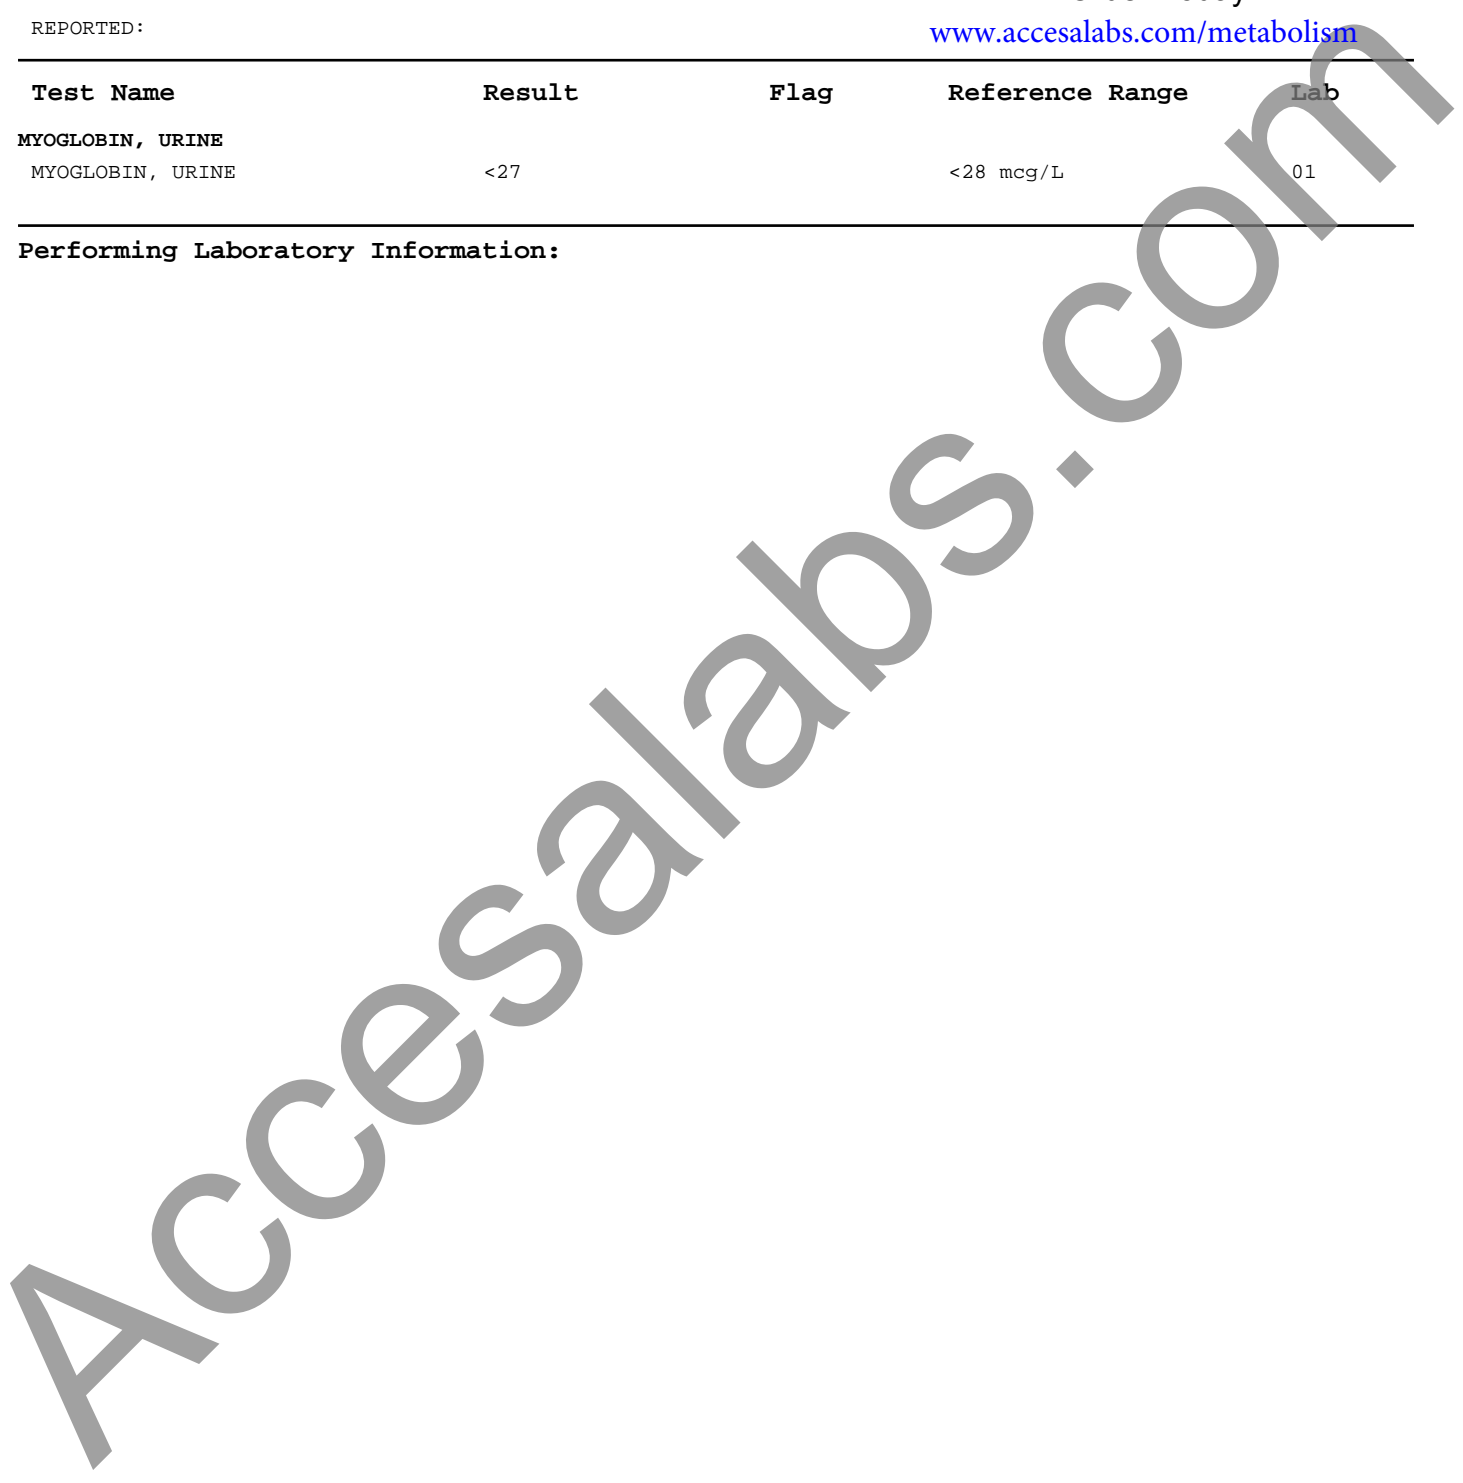 REPORTED:
www.accesalabs.com/metabolism
Test Name Result Flag Reference Range Lab
MYOGLOBIN, URINE
MYOGLOBIN, URINE <27 <28 mcg/L 01
Performing Laboratory Information:
Accesalabs.com